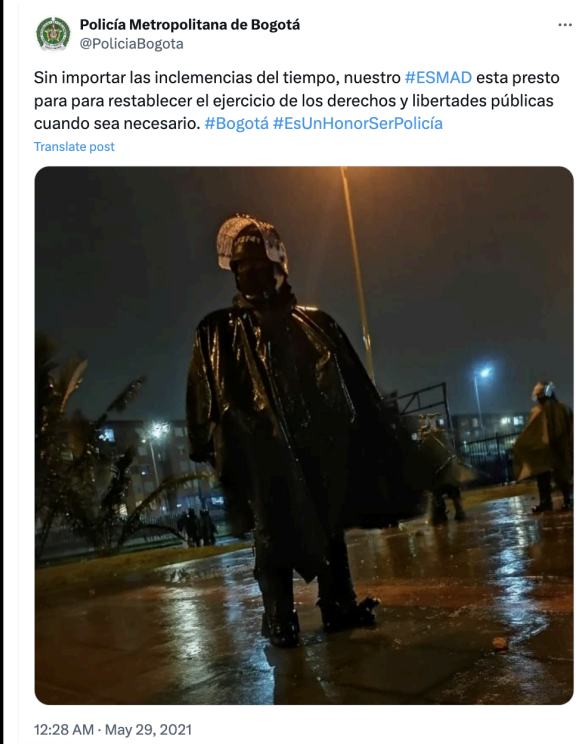 Policía Metropolitana de Bogotá
@PoliciaBogota
Sin importar las inclemencias del tiempo, nuestro #ESMAD esta presto
para para restablecer el ejercicio de los derechos y libertades públicas
cuando sea necesario. #Bogotá #EsUnHonorSerPolicía
Translate post
12:28 AM · May 29, 2021